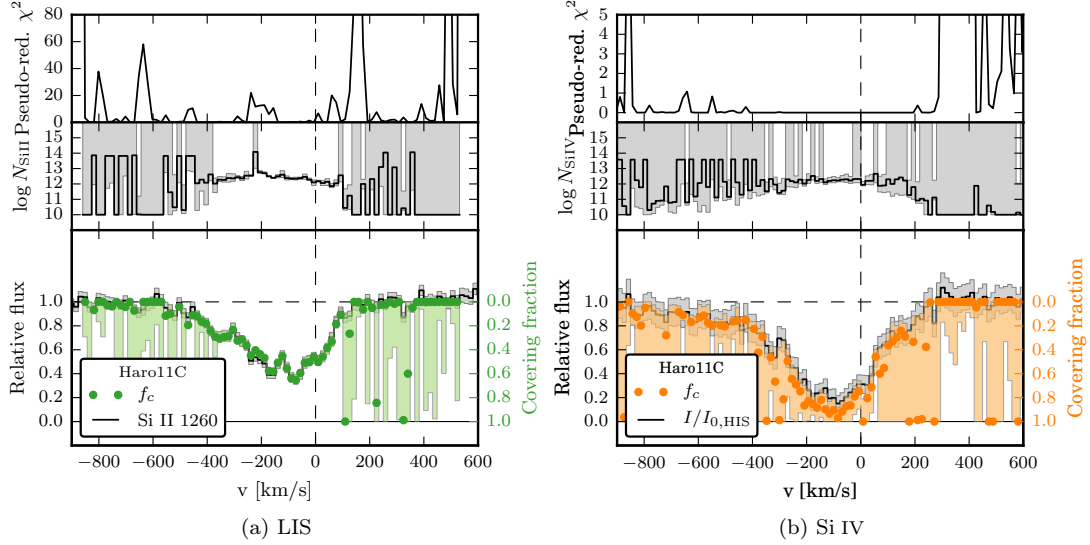 Pseudo-red. χ²
80
60
40
20
0
log N_SiII
15
14
13
12
11
10
Relative flux
1.0
0.8
0.6
0.4
0.2
0.0
Covering fraction
0.0
0.2
0.4
0.6
0.8
1.0
Haro11C
f_c
Si II 1260
−800 −600 −400 −200 0 200 400 600
v [km/s]
(a) LIS
Pseudo-red. χ²
5
4
3
2
1
0
log N_SiIV
15
14
13
12
11
10
Relative flux
1.0
0.8
0.6
0.4
0.2
0.0
Covering fraction
0.0
0.2
0.4
0.6
0.8
1.0
Haro11C
f_c
I/I_0,HIS
−800 −600 −400 −200 0 200 400 600
v [km/s]
(b) Si IV